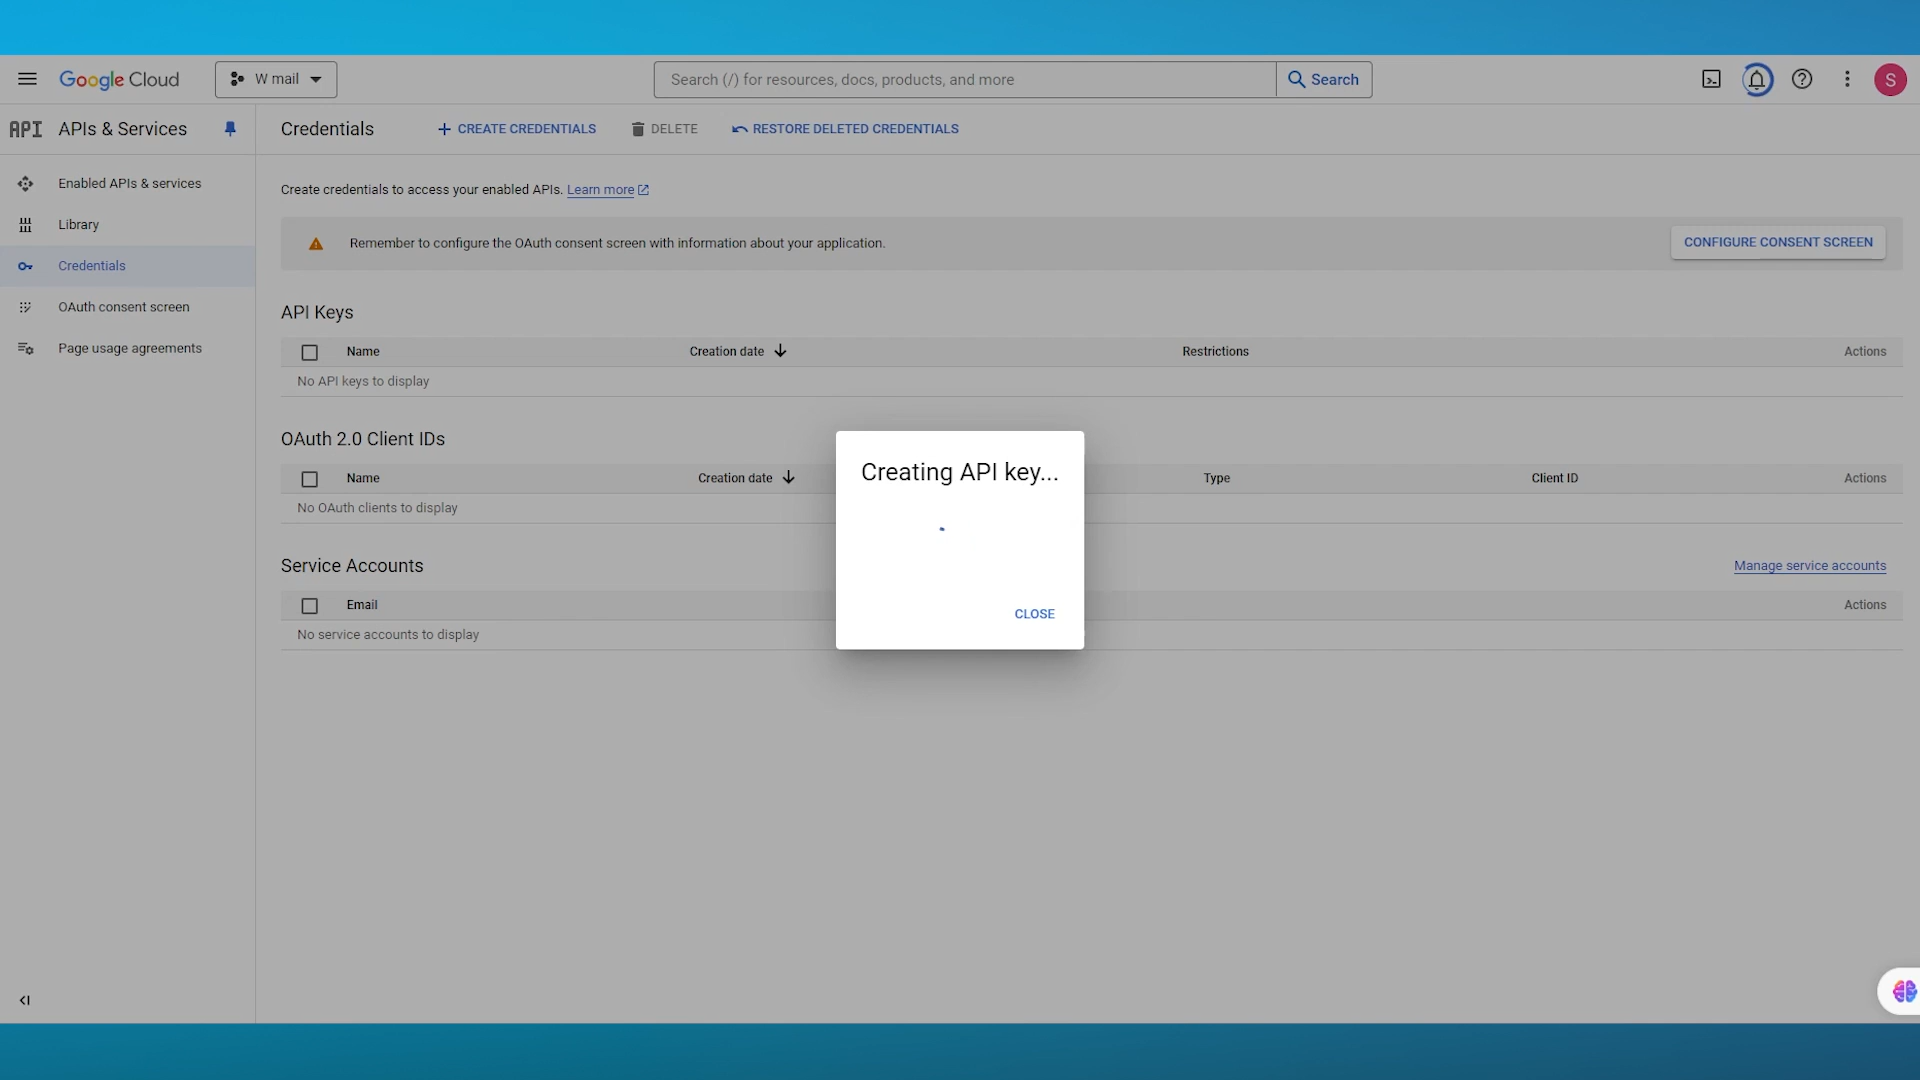 Google Cloud
W mail
Search (/) for resources, docs, products, and more
Search
S
API
APIs & Services
Credentials
CREATE CREDENTIALS
DELETE
RESTORE DELETED CREDENTIALS
Enabled APIs & services
Library
Credentials
OAuth consent screen
Page usage agreements
Create credentials to access your enabled APIs. Learn more
Remember to configure the OAuth consent screen with information about your application.
CONFIGURE CONSENT SCREEN
API Keys
Name Creation date Restrictions Actions
No API keys to display
OAuth 2.0 Client IDs
Name Creation date Type Client ID Actions
No OAuth clients to display
Service Accounts
Manage service accounts
Email Actions
No service accounts to display
Creating API key...
CLOSE